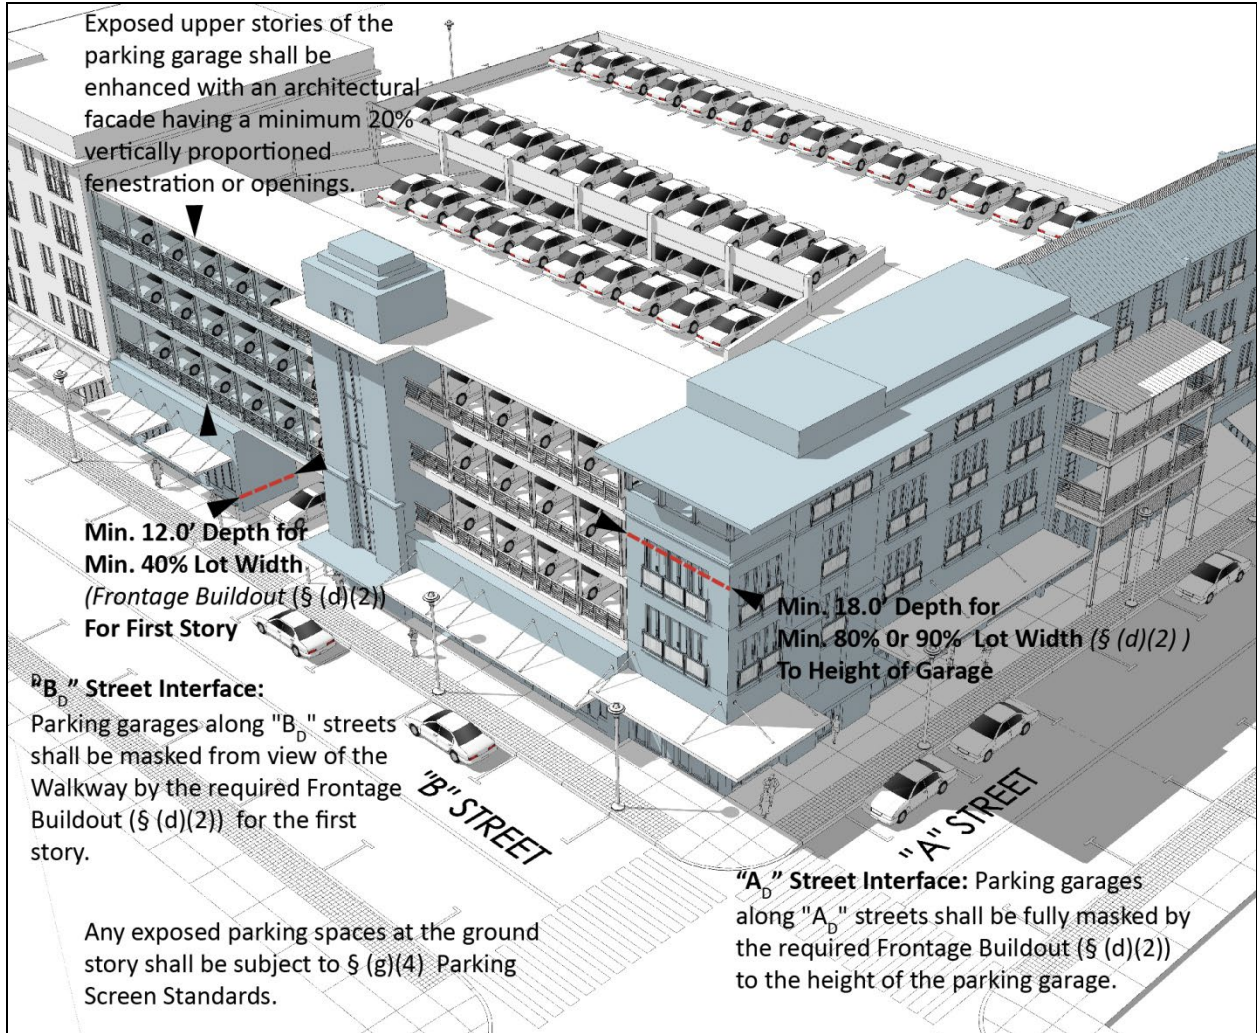 Exposed upper stories of the
parking garage shall be
enhanced with an architectural
facade having a minimum 20%
vertically proportioned
fenestration or openings.
Min. 12.0’ Depth for
Min. 40% Lot Width
(Frontage Buildout (§ (d)(2))
For First Story
Min. 18.0’ Depth for
Min. 80% 0r 90% Lot Width (§ (d)(2) )
To Height of Garage
“B_D” Street Interface:
Parking garages along "B_D" streets
shall be masked from view of the
Walkway by the required Frontage
Buildout (§ (d)(2)) for the first
story.
"B" STREET
"A" STREET
“A_D” Street Interface: Parking garages
along "A_D" streets shall be fully masked by
the required Frontage Buildout (§ (d)(2))
to the height of the parking garage.
Any exposed parking spaces at the ground
story shall be subject to § (g)(4) Parking
Screen Standards.